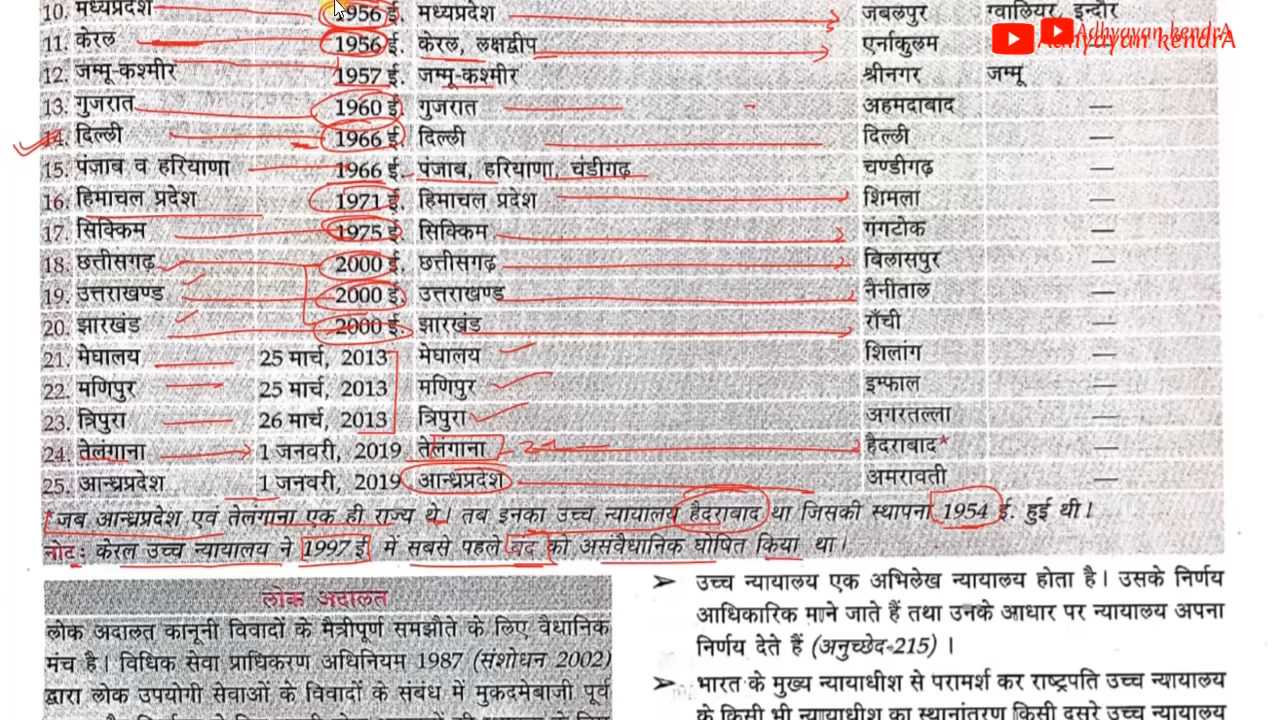 10. मध्यप्रदेश 1956 ई. मध्यप्रदेश जबलपुर ग्वालियर, इन्दौर
Adhyayan kendrA
Adhyayan kendrA
11. केरल 1956 ई. केरल, लक्षद्वीप एर्नाकुलम
12. जम्मू-कश्मीर 1957 ई. जम्मू-कश्मीर श्रीनगर जम्मू
13. गुजरात 1960 ई. गुजरात अहमदाबाद —
14. दिल्ली 1966 ई. दिल्ली दिल्ली —
15. पंजाब व हरियाणा 1966 ई. पंजाब, हरियाणा, चंडीगढ़ चण्डीगढ़ —
16. हिमाचल प्रदेश 1971 ई. हिमाचल प्रदेश शिमला —
17. सिक्किम 1975 ई. सिक्किम गंगटोक —
18. छत्तीसगढ़ 2000 ई. छत्तीसगढ़ बिलासपुर —
19. उत्तराखण्ड 2000 ई. उत्तराखण्ड नैनीताल —
20. झारखंड 2000 ई. झारखंड राँची —
21. मेघालय 25 मार्च, 2013 मेघालय शिलांग —
22. मणिपुर 25 मार्च, 2013 मणिपुर इम्फाल —
23. त्रिपुरा 26 मार्च, 2013 त्रिपुरा अगरतल्ला —
24. तेलंगाना 1 जनवरी, 2019 तेलंगाना हैदराबाद* —
25. आन्ध्रप्रदेश 1 जनवरी, 2019 आन्ध्रप्रदेश अमरावती —
*जब आन्ध्रप्रदेश एवं तेलंगाना एक ही राज्य थे। तब इनका उच्च न्यायालय हैदराबाद था जिसकी स्थापना 1954 ई. हुई थी।
नोट: केरल उच्च न्यायालय ने 1997 ई में सबसे पहले बंद को असंवैधानिक घोषित किया था।
लोक अदालत
लोक अदालत कानूनी विवादों के मैत्रीपूर्ण समझौते के लिए वैधानिक
मंच है। विधिक सेवा प्राधिकरण अधिनियम 1987 (संशोधन 2002)
द्वारा लोक उपयोगी सेवाओं के विवादों के संबंध में मुकदमेबाजी पूर्व
➤ उच्च न्यायालय एक अभिलेख न्यायालय होता है। उसके निर्णय
आधिकारिक माने जाते हैं तथा उनके आधार पर न्यायालय अपना
निर्णय देते हैं (अनुच्छेद-215)।
➤ भारत के मुख्य न्यायाधीश से परामर्श कर राष्ट्रपति उच्च न्यायालय
के किसी भी न्यायाधीश का स्थानांतरण किसी दूसरे उच्च न्यायालय